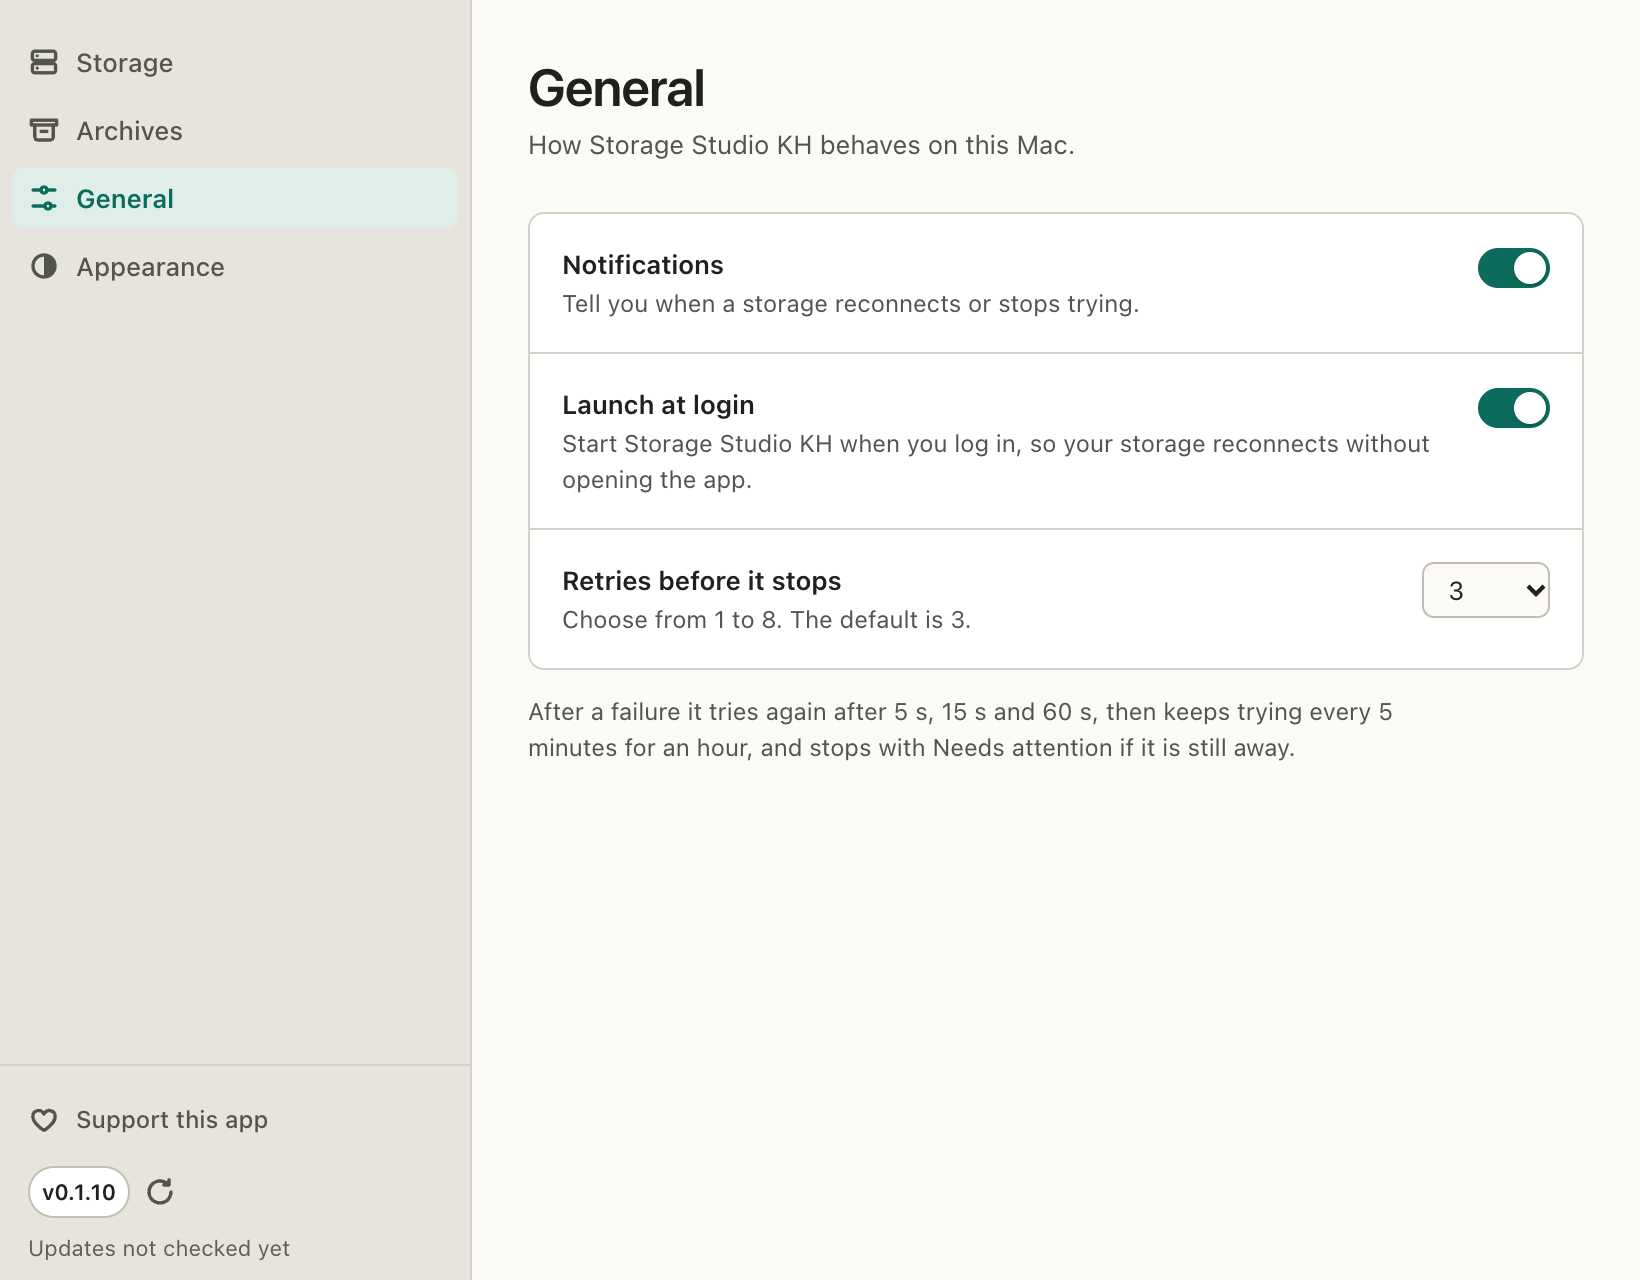 Storage
Archives
General
Appearance
Support this app
v0.1.10
Updates not checked yet
General
How Storage Studio KH behaves on this Mac.
Notifications
Tell you when a storage reconnects or stops trying.
Launch at login
Start Storage Studio KH when you log in, so your storage reconnects without
opening the app.
Retries before it stops
Choose from 1 to 8. The default is 3.
3
After a failure it tries again after 5 s, 15 s and 60 s, then keeps trying every 5
minutes for an hour, and stops with Needs attention if it is still away.